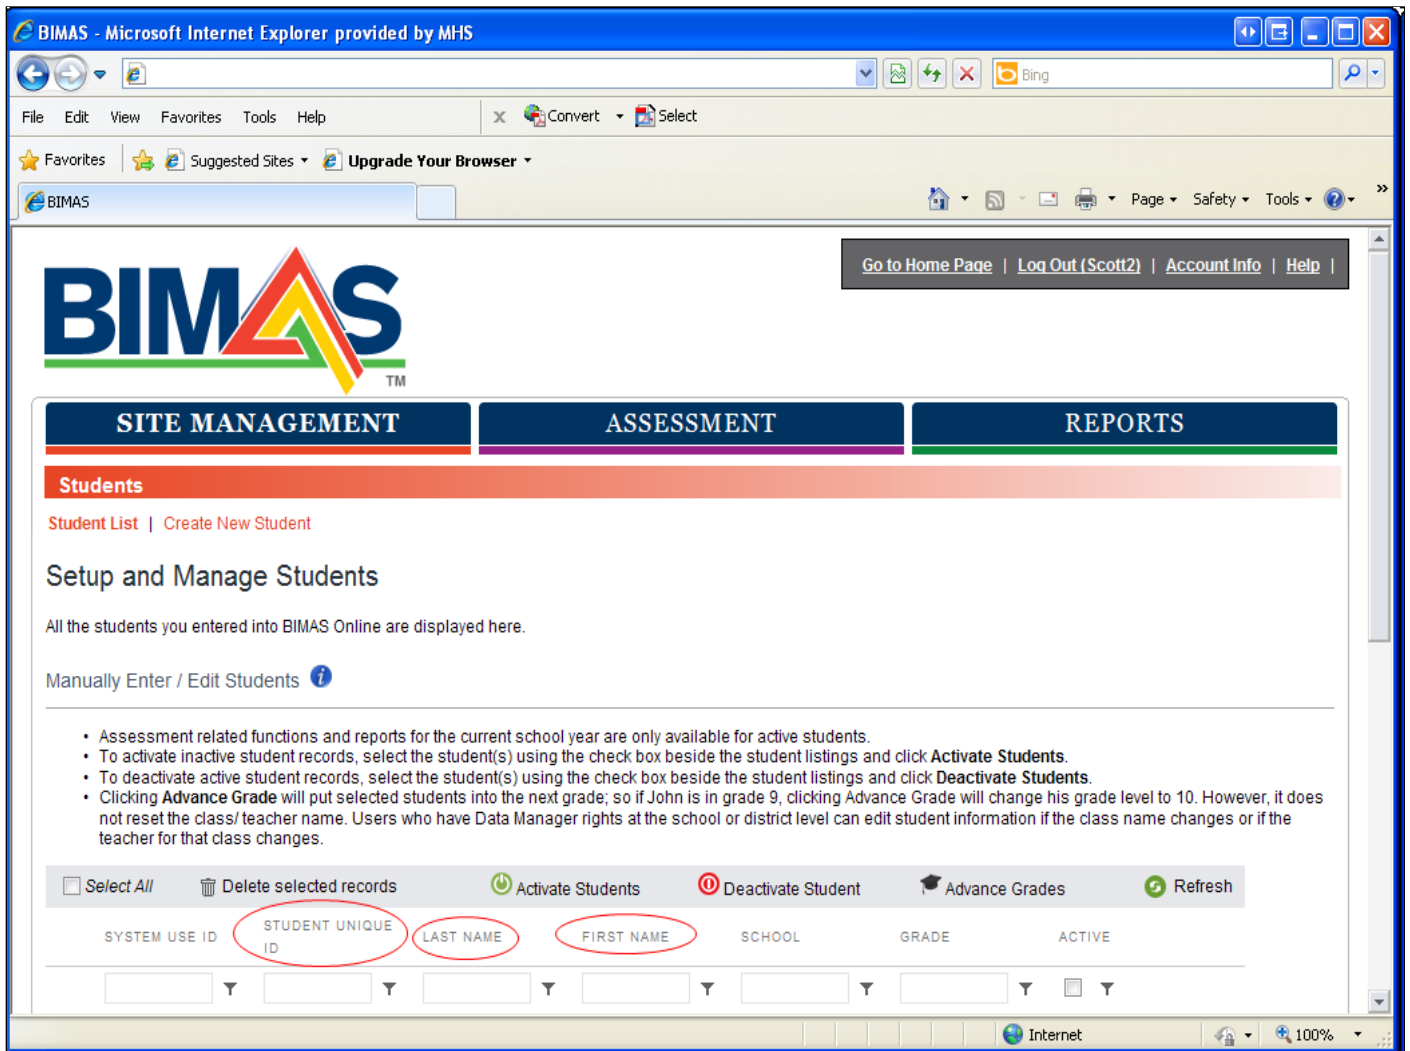 BIMAS - Microsoft Internet Explorer provided by MHS
Bing
File Edit View Favorites Tools Help x Convert Select
Favorites Suggested Sites Upgrade Your Browser
BIMAS Page Safety Tools »
Go to Home Page | Log Out (Scott2) | Account Info | Help |
BIMAS
TM
SITE MANAGEMENT ASSESSMENT REPORTS
Students
Student List | Create New Student
Setup and Manage Students
All the students you entered into BIMAS Online are displayed here.
Manually Enter / Edit Students i
• Assessment related functions and reports for the current school year are only available for active students.
• To activate inactive student records, select the student(s) using the check box beside the student listings and click Activate Students.
• To deactivate active student records, select the student(s) using the check box beside the student listings and click Deactivate Students.
• Clicking Advance Grade will put selected students into the next grade; so if John is in grade 9, clicking Advance Grade will change his grade level to 10. However, it does
not reset the class/ teacher name. Users who have Data Manager rights at the school or district level can edit student information if the class name changes or if the
teacher for that class changes.
Select All Delete selected records Activate Students Deactivate Student Advance Grades Refresh
SYSTEM USE ID STUDENT UNIQUE ID LAST NAME FIRST NAME SCHOOL GRADE ACTIVE
Internet 100%